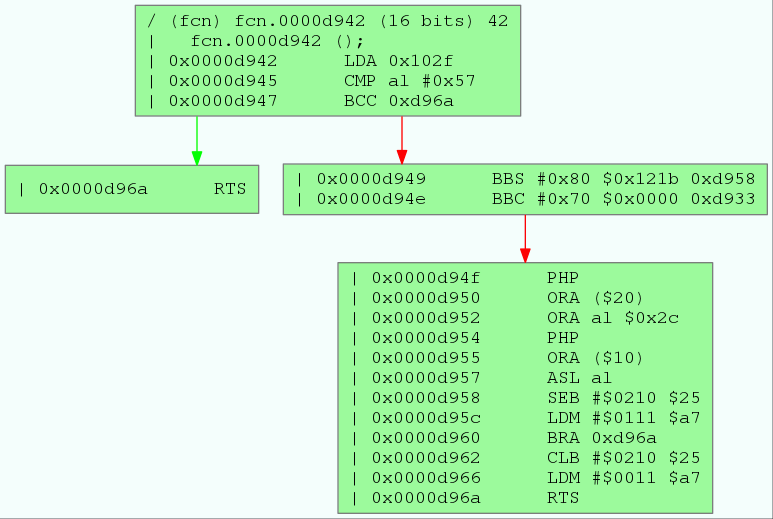 / (fcn) fcn.0000d942 (16 bits) 42
|   fcn.0000d942 ();
| 0x0000d942      LDA 0x102f
| 0x0000d945      CMP al #0x57
| 0x0000d947      BCC 0xd96a
| 0x0000d96a      RTS
| 0x0000d949      BBS #0x80 $0x121b 0xd958
| 0x0000d94e      BBC #0x70 $0x0000 0xd933
| 0x0000d94f      PHP
| 0x0000d950      ORA ($20)
| 0x0000d952      ORA al $0x2c
| 0x0000d954      PHP
| 0x0000d955      ORA ($10)
| 0x0000d957      ASL al
| 0x0000d958      SEB #$0210 $25
| 0x0000d95c      LDM #$0111 $a7
| 0x0000d960      BRA 0xd96a
| 0x0000d962      CLB #$0210 $25
| 0x0000d966      LDM #$0011 $a7
| 0x0000d96a      RTS